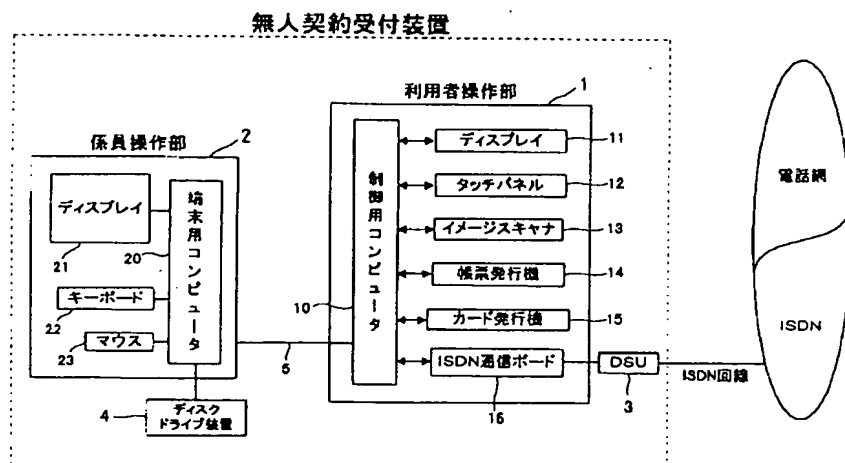 無人契約受付装置
利用者操作部
1
係員操作部
2
ディスプレイ
21
端末用コンピュータ
20
キーボード
22
マウス
23
4
ディスク
ドライブ装置
5
制御用コンピュータ
10
ディスプレイ
11
タッチパネル
12
イメージスキャナ
13
帳票発行機
14
カード発行機
15
ISDN通信ボード
16
DSU
3
ISDN回線
電話網
ISDN